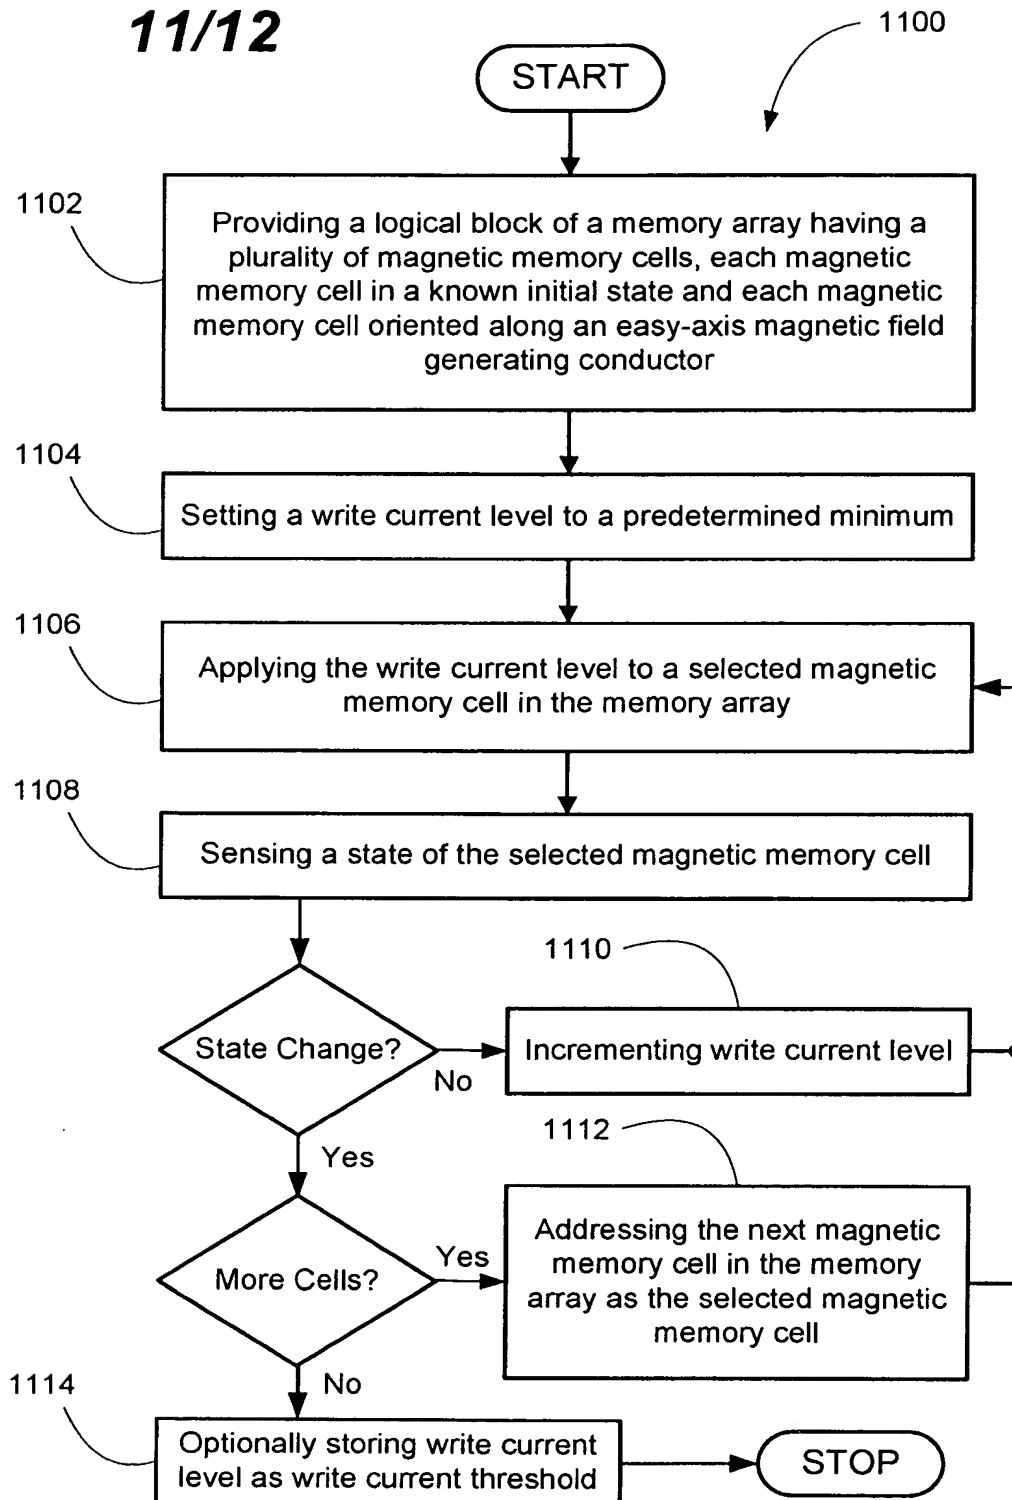 11/12
1100
START
1102
Providing a logical block of a memory array having a
plurality of magnetic memory cells, each magnetic
memory cell in a known initial state and each magnetic
memory cell oriented along an easy-axis magnetic field
generating conductor
1104
Setting a write current level to a predetermined minimum
1106
Applying the write current level to a selected magnetic
memory cell in the memory array
1108
Sensing a state of the selected magnetic memory cell
1110
State Change?
No
Incrementing write current level
Yes
1112
More Cells?
Yes
Addressing the next magnetic
memory cell in the memory
array as the selected magnetic
memory cell
No
1114
Optionally storing write current
level as write current threshold
STOP